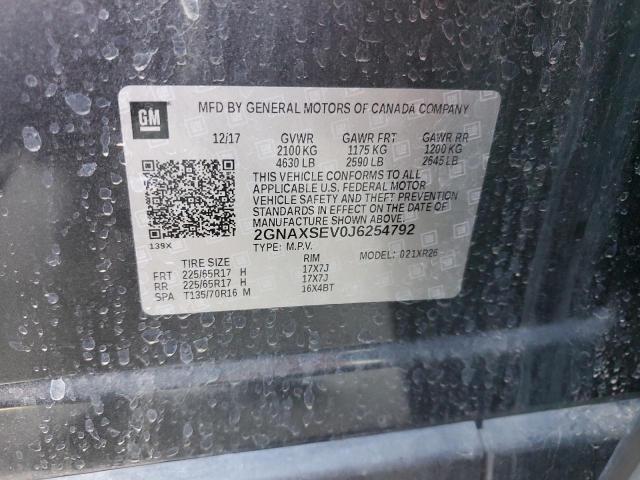 GM MFD BY GENERAL MOTORS OF CANADA COMPANY
12/17 GVWR GAWR FRT GAWR RR
2100 KG 1175 KG 1200 KG
4630 LB 2590 LB 2645 LB
THIS VEHICLE CONFORMS TO ALL
APPLICABLE U.S. FEDERAL MOTOR
VEHICLE SAFETY AND THEFT PREVENTION
STANDARDS IN EFFECT ON THE DATE OF
MANUFACTURE SHOWN ABOVE.
2GNAXSEV0J6254792
139X TYPE: M.P.V. MODEL: 021XR26
TIRE SIZE RIM
FRT 225/65R17 H 17X7J
RR 225/65R17 H 17X7J
SPA T135/70R16 M 16X4BT